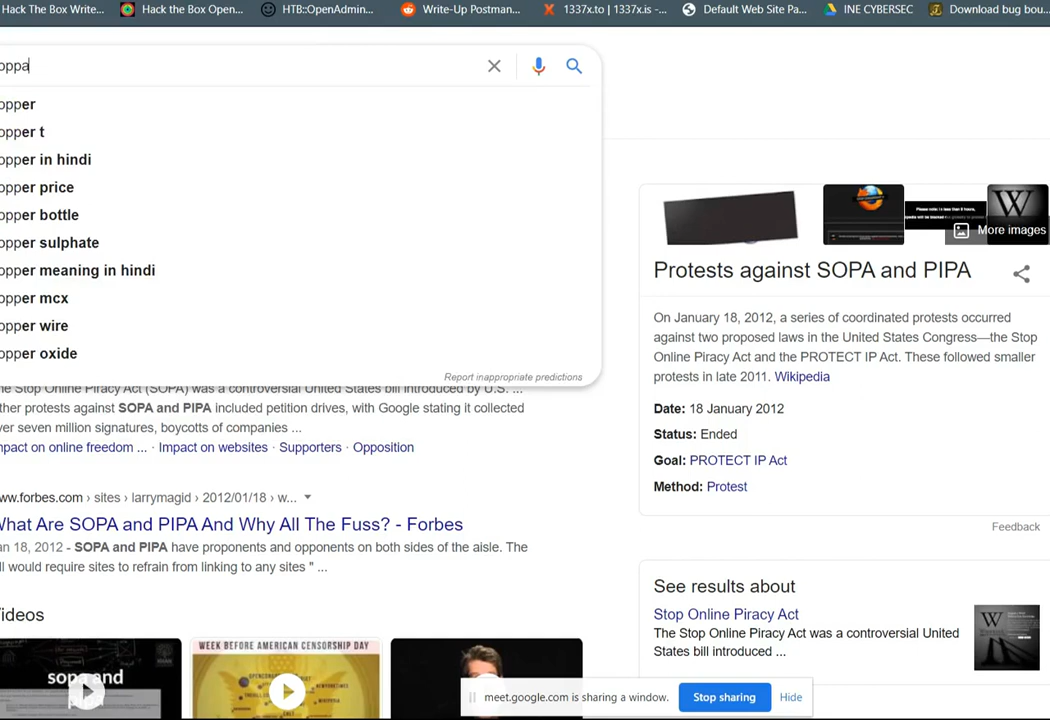 Hack The Box Write... Hack the Box Open... HTB::OpenAdmin... Write-Up Postman... 1337x.to | 1337x.is -... Default Web Site Pa... INE CYBERSEC Download bug bou...
oppa
opper
opper t
opper in hindi
opper price
opper bottle
opper sulphate
opper meaning in hindi
opper mcx
opper wire
opper oxide
Report inappropriate predictions
he Stop Online Piracy Act (SOPA) was a controversial United States bill introduced by U.S. ...
ther protests against SOPA and PIPA included petition drives, with Google stating it collected
ver seven million signatures, boycotts of companies ...
mpact on online freedom ... · Impact on websites · Supporters · Opposition
ww.forbes.com › sites › larrymagid › 2012/01/18 › w...
What Are SOPA and PIPA And Why All The Fuss? - Forbes
an 18, 2012 - SOPA and PIPA have proponents and opponents on both sides of the aisle. The
ll would require sites to refrain from linking to any sites " ...
ideos
sopa and
WEEK BEFORE AMERICAN CENSORSHIP DAY
More images
Protests against SOPA and PIPA
On January 18, 2012, a series of coordinated protests occurred
against two proposed laws in the United States Congress—the Stop
Online Piracy Act and the PROTECT IP Act. These followed smaller
protests in late 2011. Wikipedia
Date: 18 January 2012
Status: Ended
Goal: PROTECT IP Act
Method: Protest
Feedback
See results about
Stop Online Piracy Act
The Stop Online Piracy Act was a controversial United
States bill introduced ...
meet.google.com is sharing a window. Stop sharing Hide